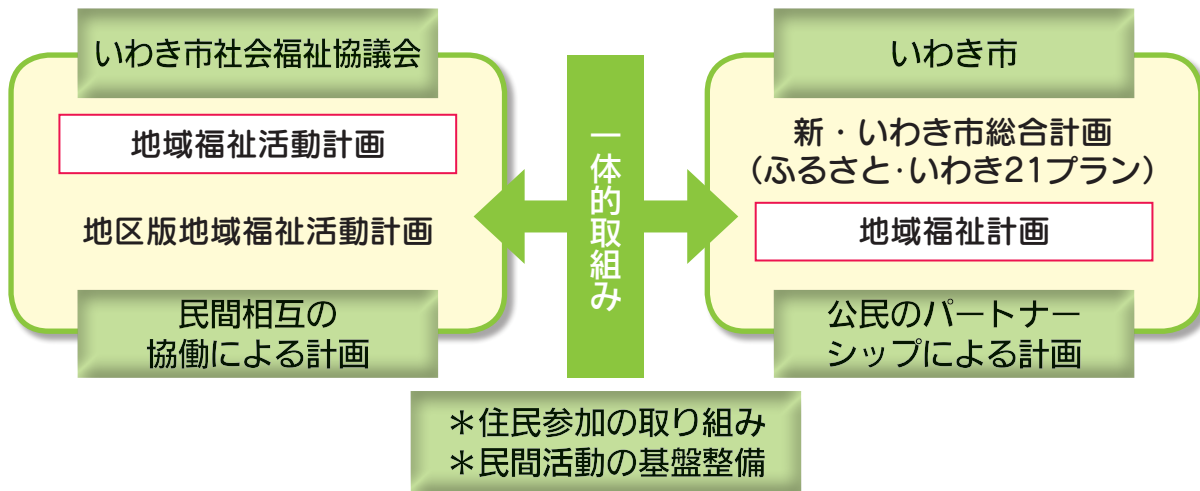 いわき市社会福祉協議会
地域福祉活動計画
地区版地域福祉活動計画
民間相互の
協働による計画
一体的取組み
いわき市
新・いわき市総合計画
(ふるさと・いわき21プラン)
地域福祉計画
公民のパートナー
シップによる計画
＊住民参加の取り組み
＊民間活動の基盤整備